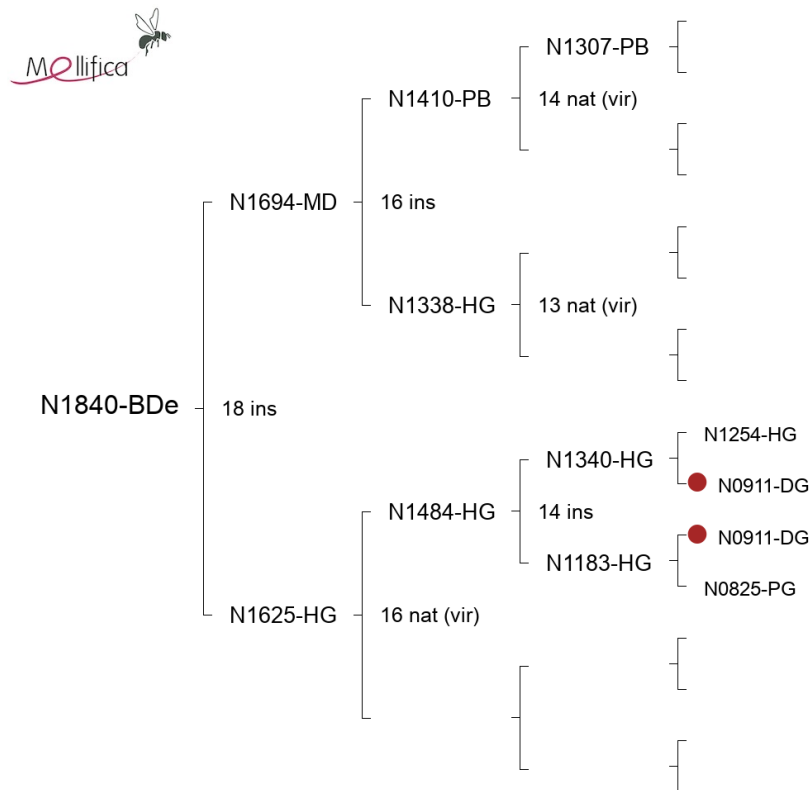 Mellifica
N1307-PB
N1410-PB
14 nat (vir)
N1694-MD
16 ins
N1338-HG
13 nat (vir)
N1840-BDe
18 ins
N1254-HG
N1340-HG
N0911-DG
N1484-HG
14 ins
N0911-DG
N1183-HG
N0825-PG
N1625-HG
16 nat (vir)